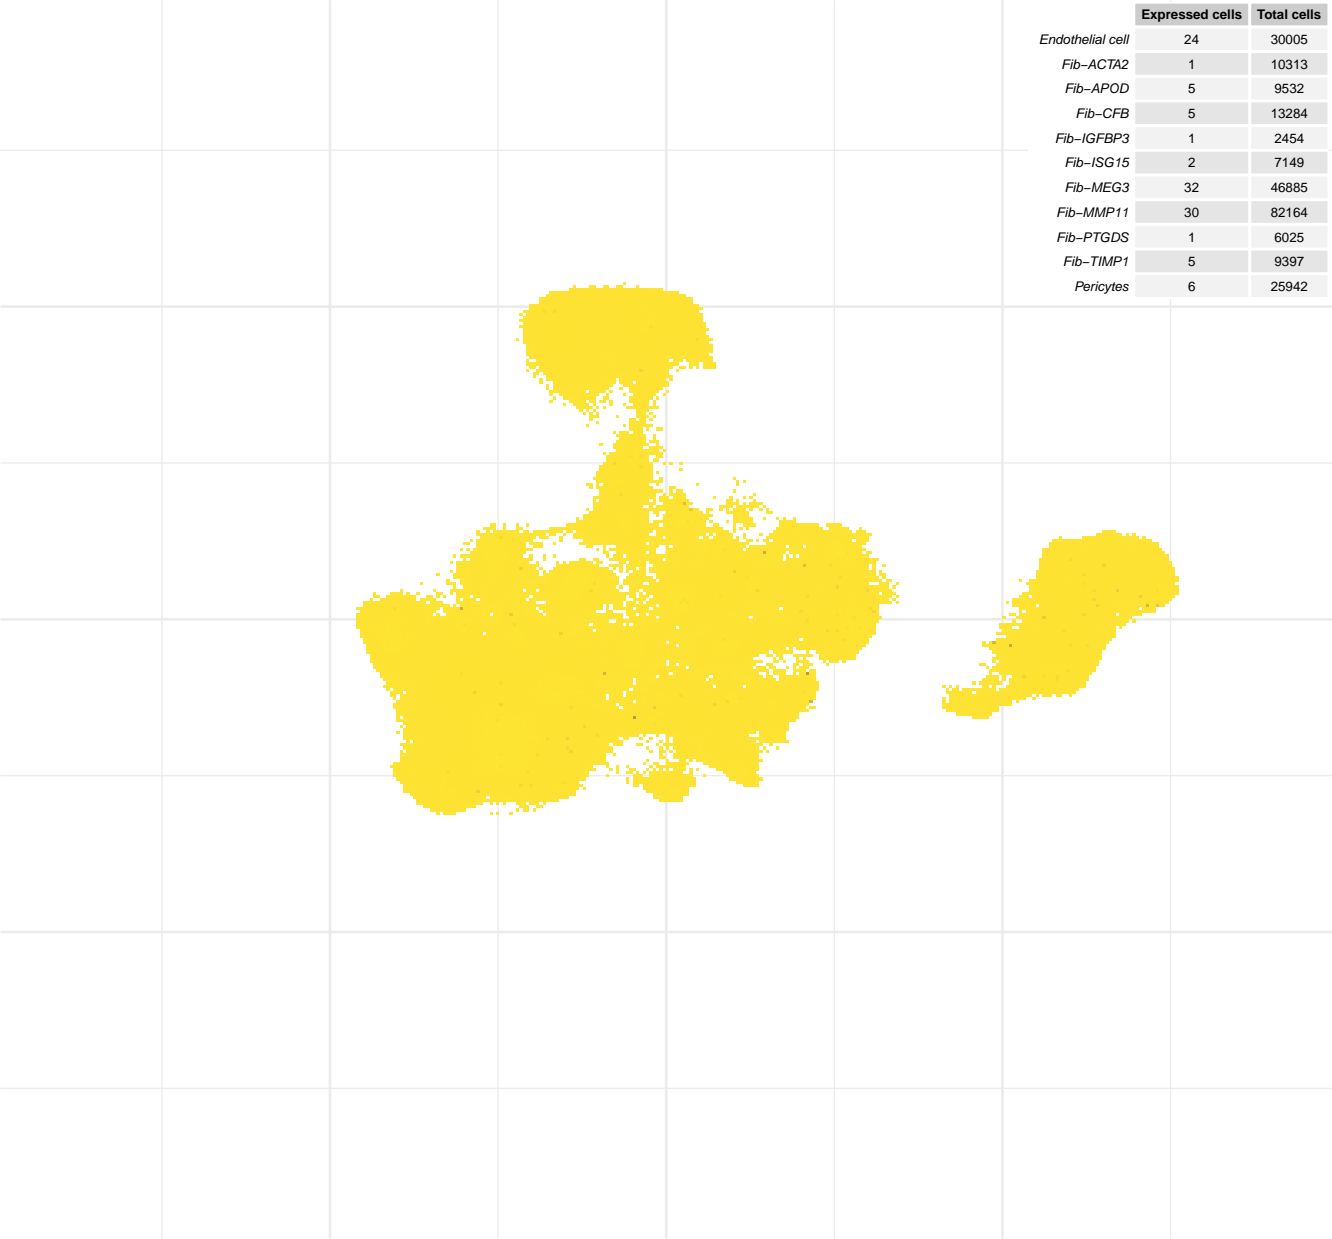 Expressed cells Total cells
Endothelial cell 24 30005
Fib−ACTA2 1 10313
Fib−APOD 5 9532
Fib−CFB 5 13284
Fib−IGFBP3 1 2454
Fib−ISG15 2 7149
Fib−MEG3 32 46885
Fib−MMP11 30 82164
Fib−PTGDS 1 6025
Fib−TIMP1 5 9397
Pericytes 6 25942